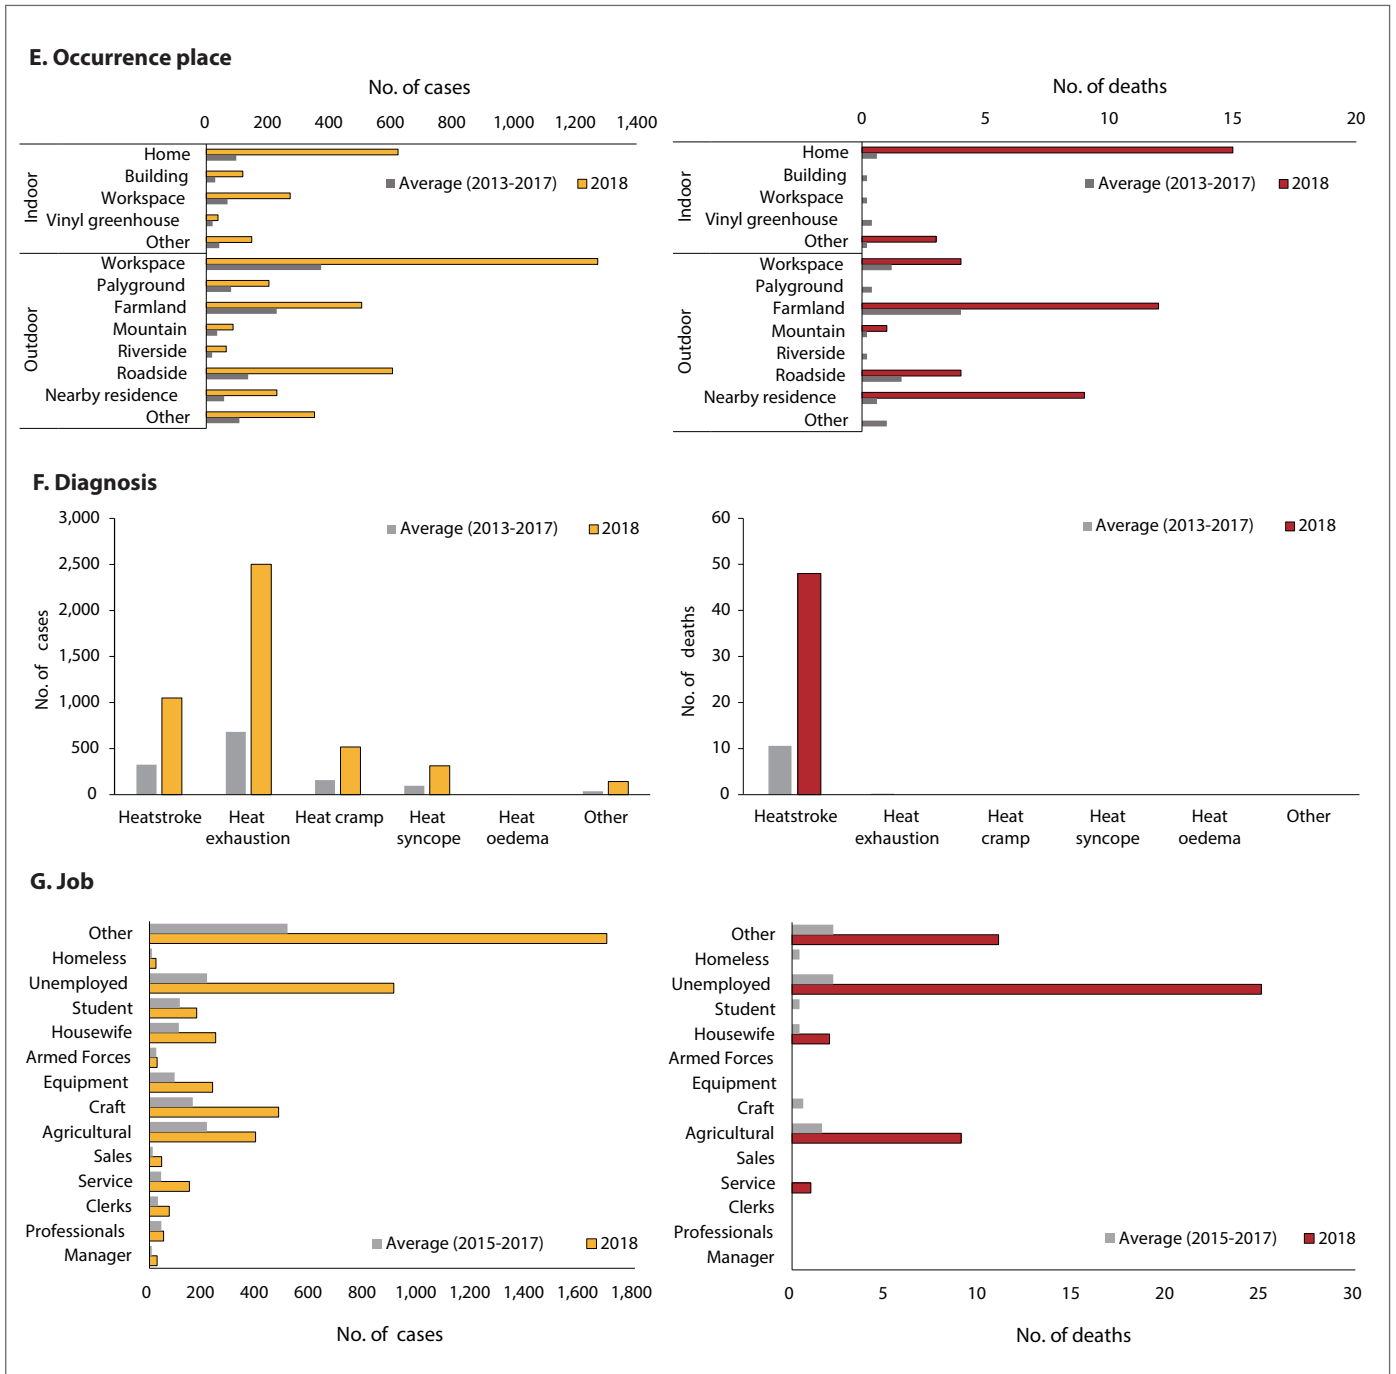 E. Occurrence place
No. of cases
0 200 400 600 800 1,000 1,200 1,400
Indoor
Home
Building
Workspace
Vinyl greenhouse
Other
Outdoor
Workspace
Palyground
Farmland
Mountain
Riverside
Roadside
Nearby residence
Other
Average (2013-2017) 2018
No. of deaths
0 5 10 15 20
Indoor
Home
Building
Workspace
Vinyl greenhouse
Other
Outdoor
Workspace
Palyground
Farmland
Mountain
Riverside
Roadside
Nearby residence
Other
Average (2013-2017) 2018
F. Diagnosis
No. of cases
3,000
2,500
2,000
1,500
1,000
500
0
Average (2013-2017) 2018
Heatstroke
Heat
exhaustion
Heat cramp
Heat
syncope
Heat
oedema
Other
No. of deaths
60
50
40
30
20
10
0
Average (2013-2017) 2018
Heatstroke
Heat
exhaustion
Heat
cramp
Heat
syncope
Heat
oedema
Other
G. Job
Other
Homeless
Unemployed
Student
Housewife
Armed Forces
Equipment
Craft
Agricultural
Sales
Service
Clerks
Professionals
Manager
Average (2015-2017) 2018
0 200 400 600 800 1,000 1,200 1,400 1,600 1,800
No. of cases
Other
Homeless
Unemployed
Student
Housewife
Armed Forces
Equipment
Craft
Agricultural
Sales
Service
Clerks
Professionals
Manager
Average (2015-2017) 2018
0 5 10 15 20 25 30
No. of deaths